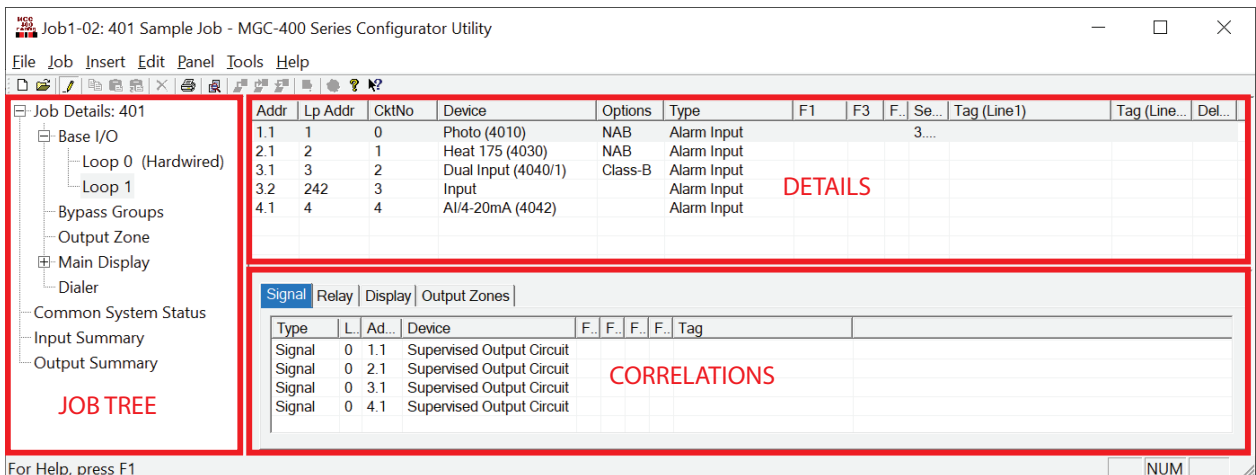 Job1-02: 401 Sample Job - MGC-400 Series Configurator Utility
File Job Insert Edit Panel Tools Help
Job Details: 401
Base I/O
Loop 0 (Hardwired)
Loop 1
Bypass Groups
Output Zone
Main Display
Dialer
Common System Status
Input Summary
Output Summary
JOB TREE
Addr Lp Addr CktNo Device Options Type F1 F3 F.. Se... Tag (Line1) Tag (Line... Del...
1.1 1 0 Photo (4010) NAB Alarm Input 3....
2.1 2 1 Heat 175 (4030) NAB Alarm Input
3.1 3 2 Dual Input (4040/1) Class-B Alarm Input
3.2 242 3 Input Alarm Input
4.1 4 4 AI/4-20mA (4042) Alarm Input
DETAILS
Signal Relay Display Output Zones
Type L.. Ad... Device F.. F.. F.. F.. Tag
Signal 0 1.1 Supervised Output Circuit
Signal 0 2.1 Supervised Output Circuit
Signal 0 3.1 Supervised Output Circuit
Signal 0 4.1 Supervised Output Circuit
CORRELATIONS
For Help, press F1
NUM